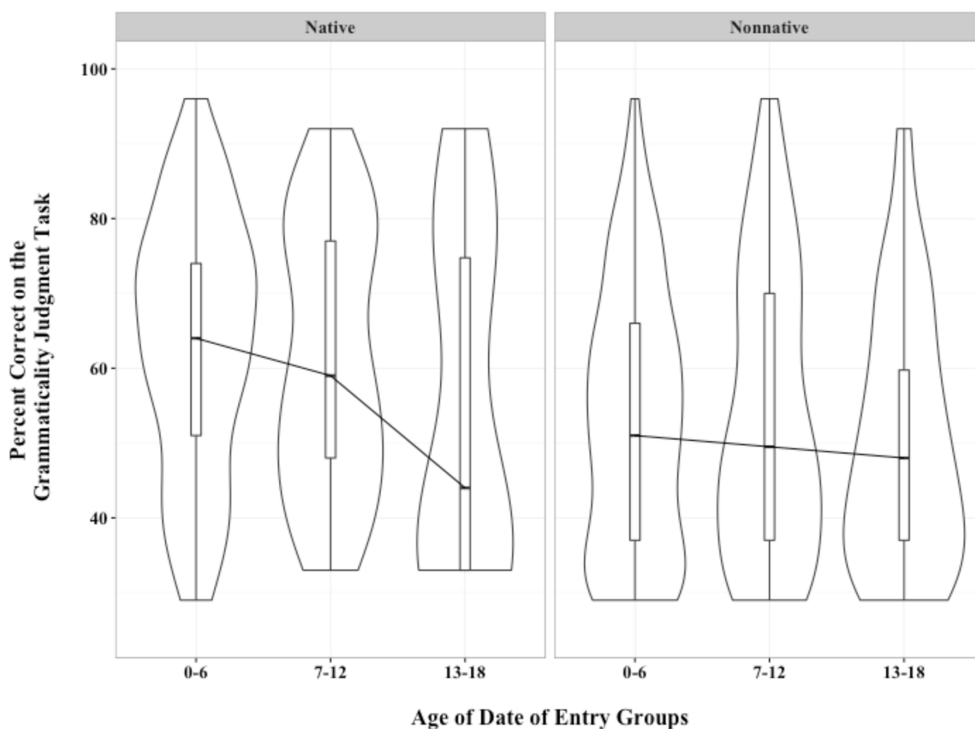 Native
Nonnative
100
80
60
40
Percent Correct on the
Grammaticality Judgment Task
0-6
7-12
13-18
0-6
7-12
13-18
Age of Date of Entry Groups